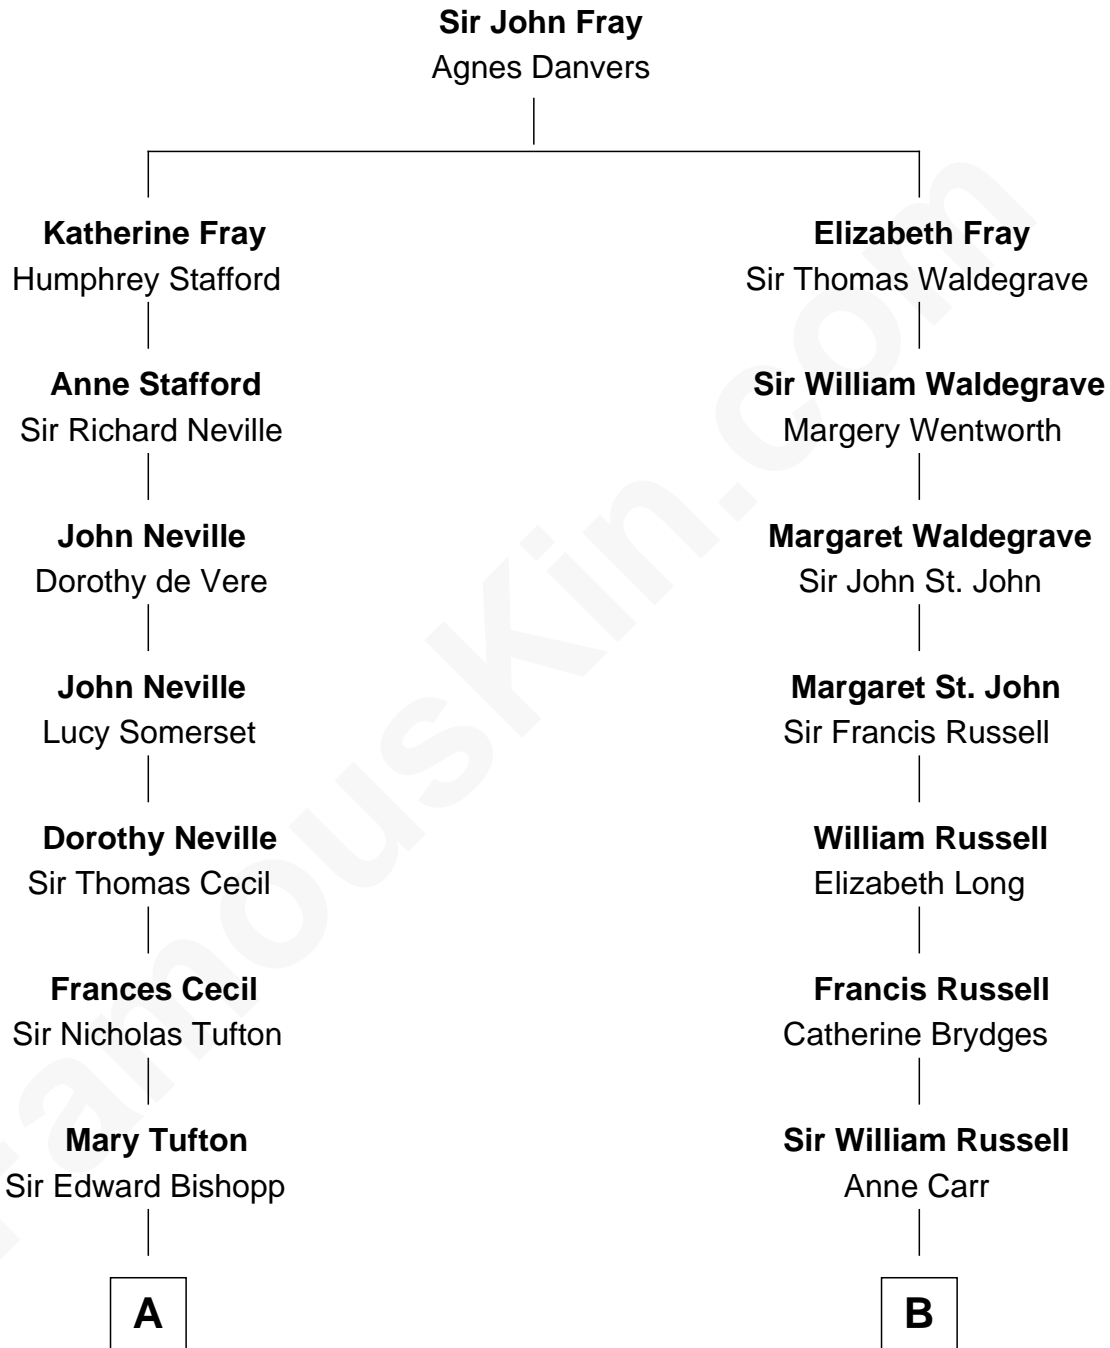 Sir John Fray
Agnes Danvers
Katherine Fray
Humphrey Stafford
Elizabeth Fray
Sir Thomas Waldegrave
Anne Stafford
Sir Richard Neville
Sir William Waldegrave
Margery Wentworth
John Neville
Dorothy de Vere
Margaret Waldegrave
Sir John St. John
John Neville
Lucy Somerset
Margaret St. John
Sir Francis Russell
Dorothy Neville
Sir Thomas Cecil
William Russell
Elizabeth Long
Frances Cecil
Sir Nicholas Tufton
Francis Russell
Catherine Brydges
Mary Tufton
Sir Edward Bishopp
Sir William Russell
Anne Carr
A
B
FamousKin.com